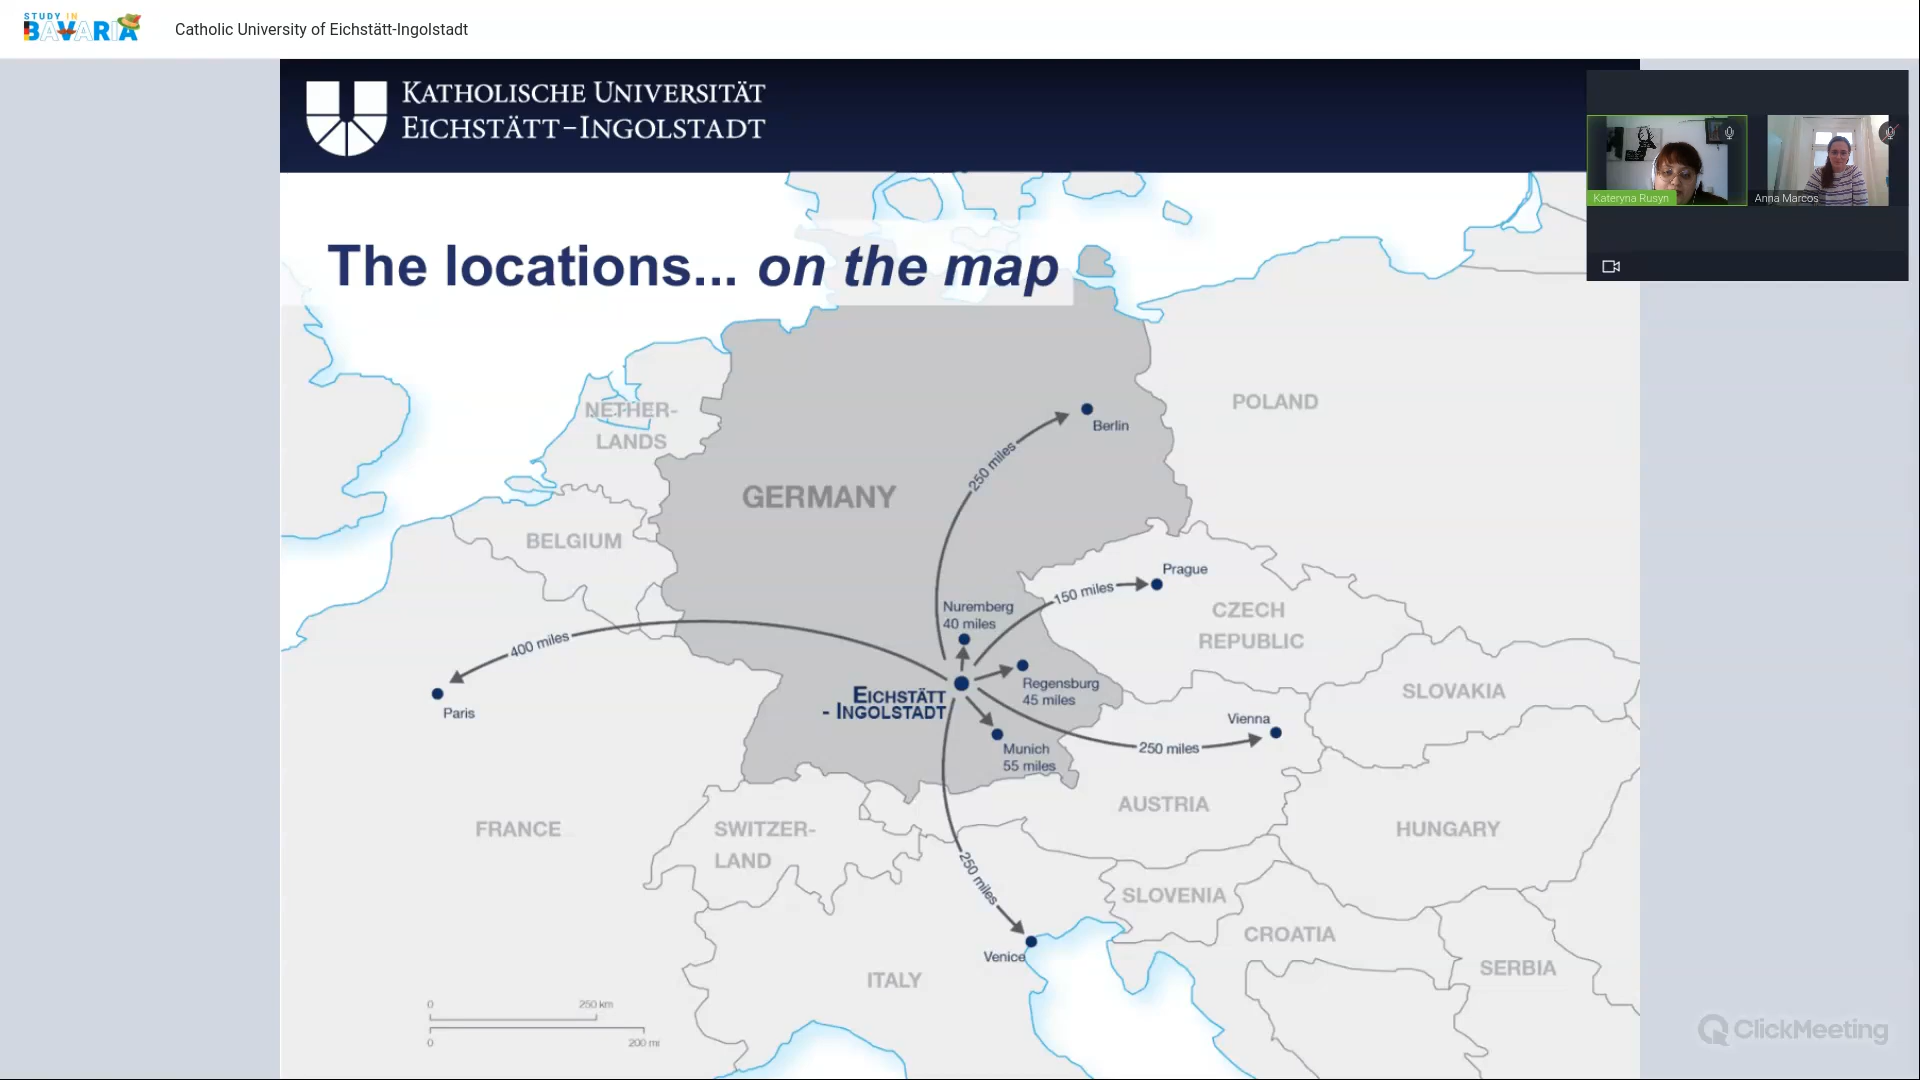 STUDY IN
BAVARIA
Catholic University of Eichstätt-Ingolstadt
KATHOLISCHE UNIVERSITÄT
EICHSTÄTT-INGOLSTADT
Kateryna Rusyn
Anna Marcos
The locations... on the map
NETHER-
LANDS
POLAND
Berlin
250 miles
GERMANY
BELGIUM
Prague
150 miles
Nuremberg
40 miles
CZECH
REPUBLIC
400 miles
Paris
EICHSTÄTT
- INGOLSTADT
Regensburg
45 miles
SLOVAKIA
Vienna
250 miles
Munich
55 miles
AUSTRIA
FRANCE
SWITZER-
LAND
HUNGARY
250 miles
SLOVENIA
CROATIA
Venice
ITALY
SERBIA
0 250 km
0 200 mi
ClickMeeting